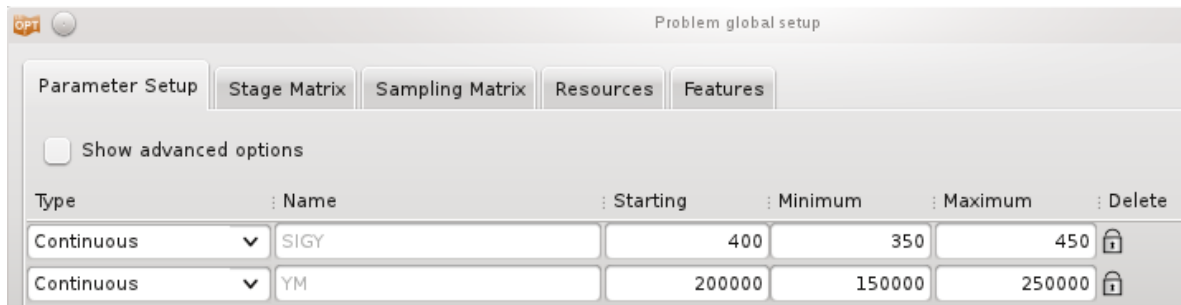 OPT Problem global setup
Parameter Setup Stage Matrix Sampling Matrix Resources Features
Show advanced options
Type Name Starting Minimum Maximum Delete
Continuous SIGY 400 350 450
Continuous YM 200000 150000 250000